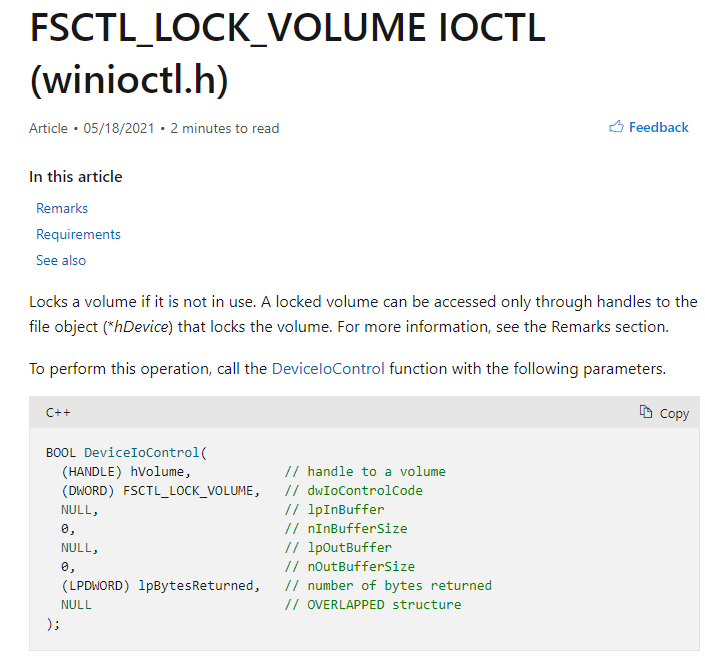 FSCTL_LOCK_VOLUME IOCTL
(winioctl.h)
Article • 05/18/2021 • 2 minutes to read
Feedback
In this article
Remarks
Requirements
See also
Locks a volume if it is not in use. A locked volume can be accessed only through handles to the
file object (*hDevice) that locks the volume. For more information, see the Remarks section.
To perform this operation, call the DeviceIoControl function with the following parameters.
C++
Copy
BOOL DeviceIoControl(
  (HANDLE) hVolume,            // handle to a volume
  (DWORD) FSCTL_LOCK_VOLUME,   // dwIoControlCode
  NULL,                        // lpInBuffer
  0,                           // nInBufferSize
  NULL,                        // lpOutBuffer
  0,                           // nOutBufferSize
  (LPDWORD) lpBytesReturned,   // number of bytes returned
  NULL                         // OVERLAPPED structure
);